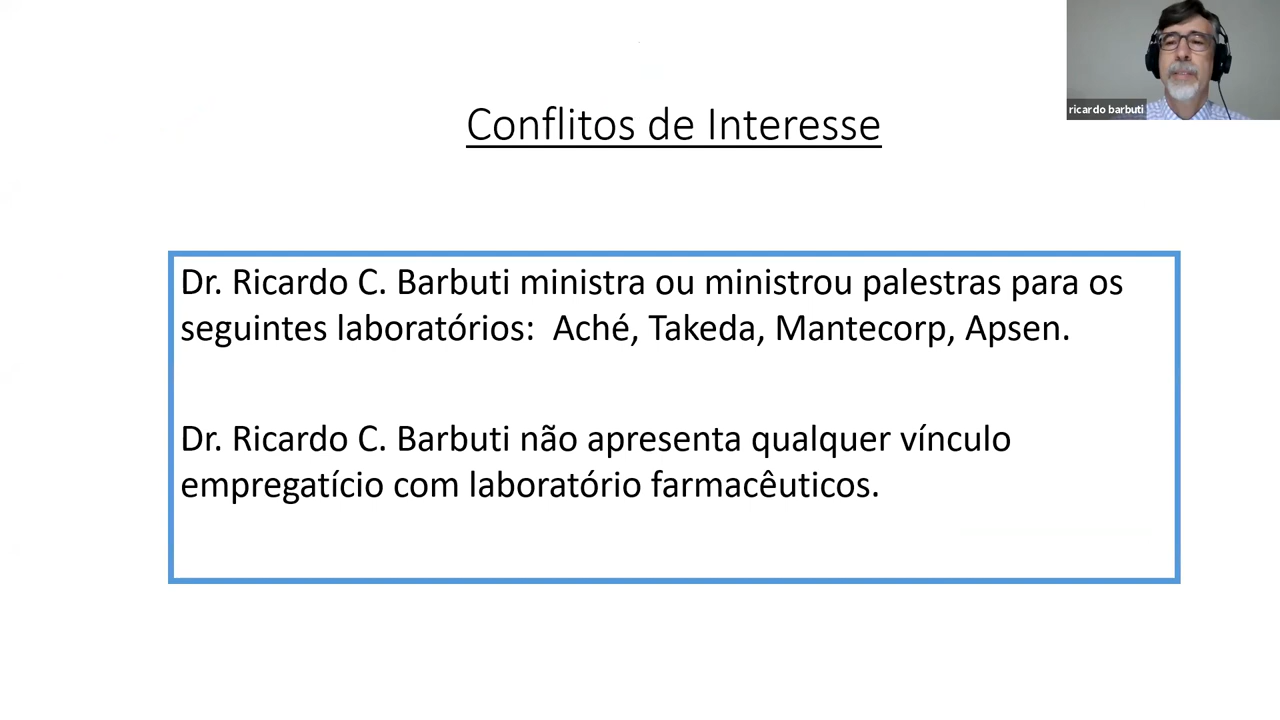 ricardo barbuti
Conflitos de Interesse
Dr. Ricardo C. Barbuti ministra ou ministrou palestras para os
seguintes laboratórios:  Aché, Takeda, Mantecorp, Apsen.
Dr. Ricardo C. Barbuti não apresenta qualquer vínculo
empregatício com laboratório farmacêuticos.